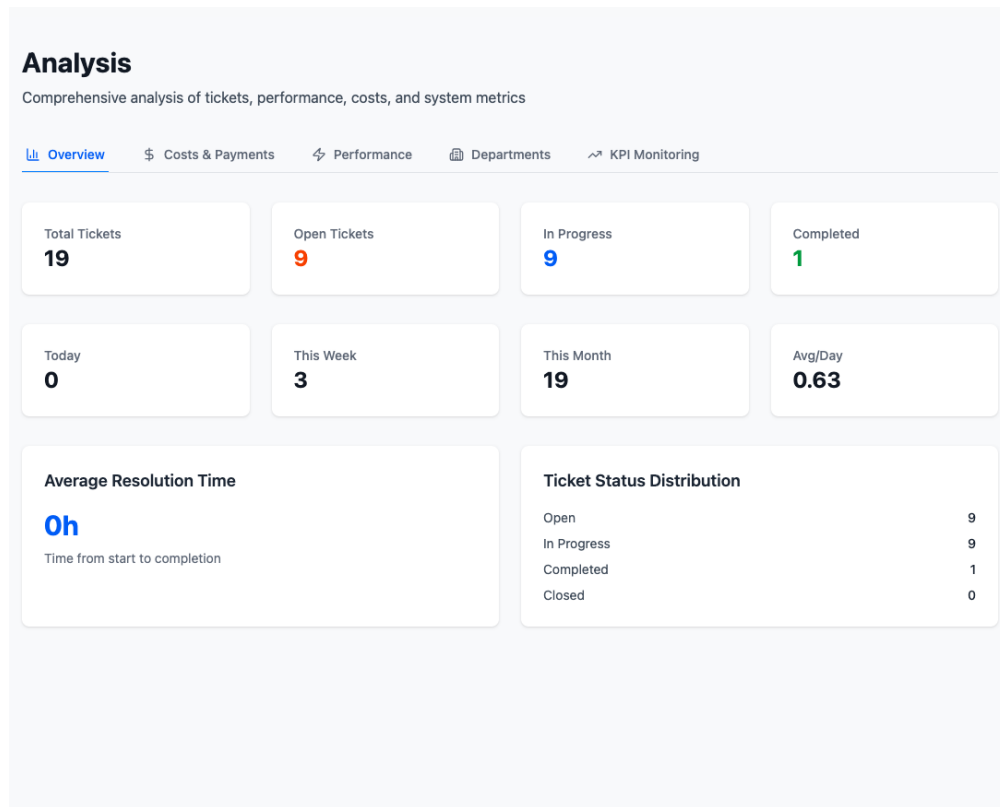 Analysis
Comprehensive analysis of tickets, performance, costs, and system metrics
Overview Costs & Payments Performance Departments KPI Monitoring
Total Tickets Open Tickets In Progress Completed
19 9 9 1
Today This Week This Month Avg/Day
0 3 19 0.63
Average Resolution Time
0h
Time from start to completion
Ticket Status Distribution
Open 9
In Progress 9
Completed 1
Closed 0